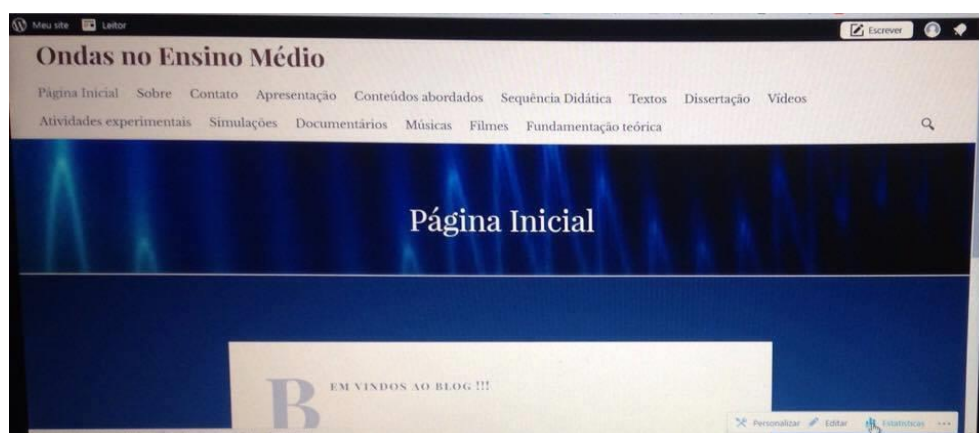 Meu site Leitor Escrever
Ondas no Ensino Médio
Página Inicial Sobre Contato Apresentação Conteúdos abordados Sequência Didática Textos Dissertação Vídeos
Atividades experimentais Simulações Documentários Músicas Filmes Fundamentação teórica
Página Inicial
BEM VINDOS AO BLOG !!!
Personalizar Editar Estatísticas